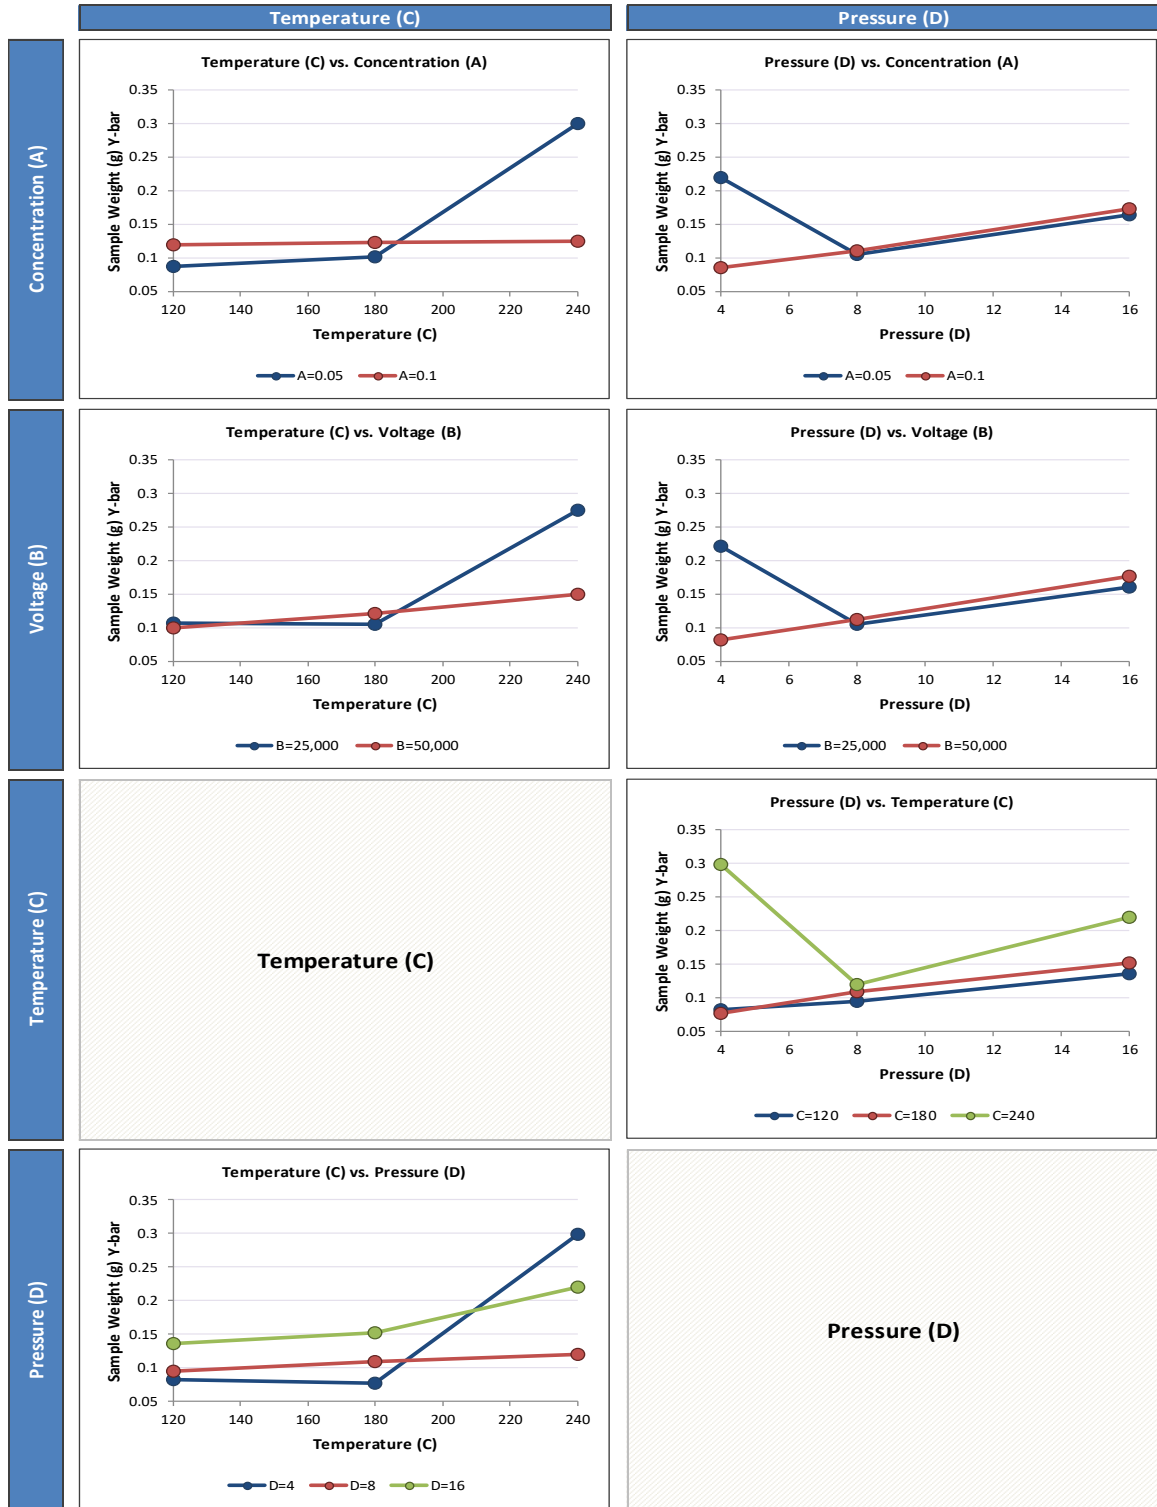 Temperature (C)
Pressure (D)
Concentration (A)
Temperature (C) vs. Concentration (A)
Sample Weight (g) Y-bar
0.35
0.3
0.25
0.2
0.15
0.1
0.05
120 140 160 180 200 220 240
Temperature (C)
A=0.05 A=0.1
Pressure (D) vs. Concentration (A)
Sample Weight (g) Y-bar
0.35
0.3
0.25
0.2
0.15
0.1
0.05
4 6 8 10 12 14 16
Pressure (D)
A=0.05 A=0.1
Voltage (B)
Temperature (C) vs. Voltage (B)
Sample Weight (g) Y-bar
0.35
0.3
0.25
0.2
0.15
0.1
0.05
120 140 160 180 200 220 240
Temperature (C)
B=25,000 B=50,000
Pressure (D) vs. Voltage (B)
Sample Weight (g) Y-bar
0.35
0.3
0.25
0.2
0.15
0.1
0.05
4 6 8 10 12 14 16
Pressure (D)
B=25,000 B=50,000
Temperature (C)
Temperature (C)
Pressure (D) vs. Temperature (C)
Sample Weight (g) Y-bar
0.35
0.3
0.25
0.2
0.15
0.1
0.05
4 6 8 10 12 14 16
Pressure (D)
C=120 C=180 C=240
Pressure (D)
Temperature (C) vs. Pressure (D)
Sample Weight (g) Y-bar
0.35
0.3
0.25
0.2
0.15
0.1
0.05
120 140 160 180 200 220 240
Temperature (C)
D=4 D=8 D=16
Pressure (D)